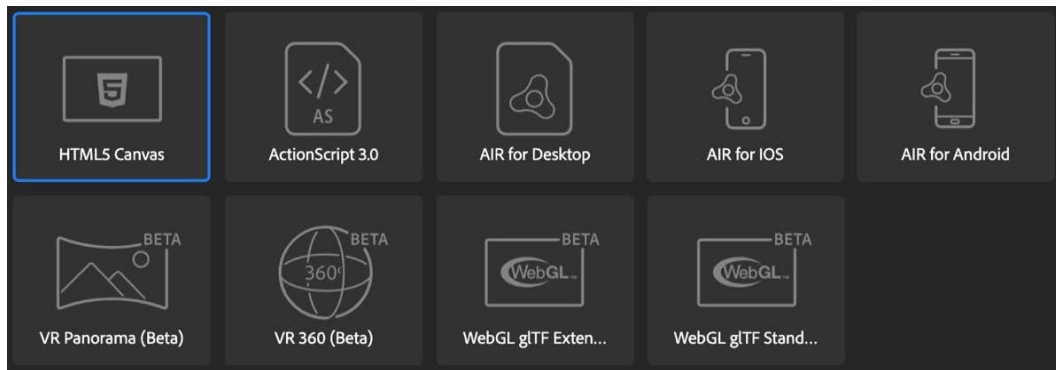 5
</>
AS
HTML5 Canvas
ActionScript 3.0
AIR for Desktop
AIR for IOS
AIR for Android
BETA
BETA
360°
BETA
WebGL
BETA
WebGL
VR Panorama (Beta)
VR 360 (Beta)
WebGL glTF Exten...
WebGL glTF Stand...